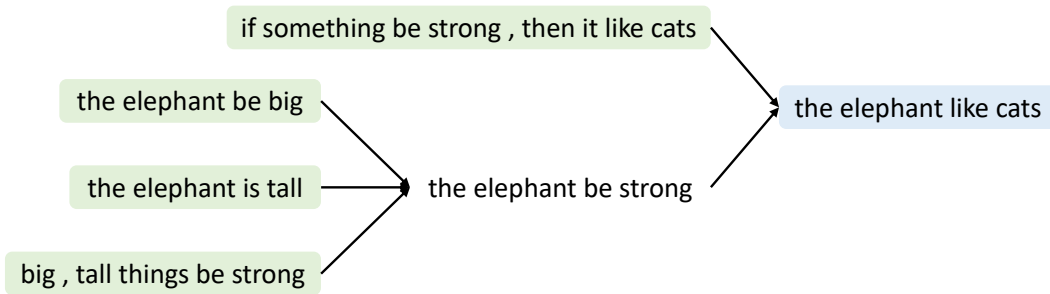 if something be strong , then it like cats
the elephant be big
the elephant like cats
the elephant is tall
the elephant be strong
big , tall things be strong